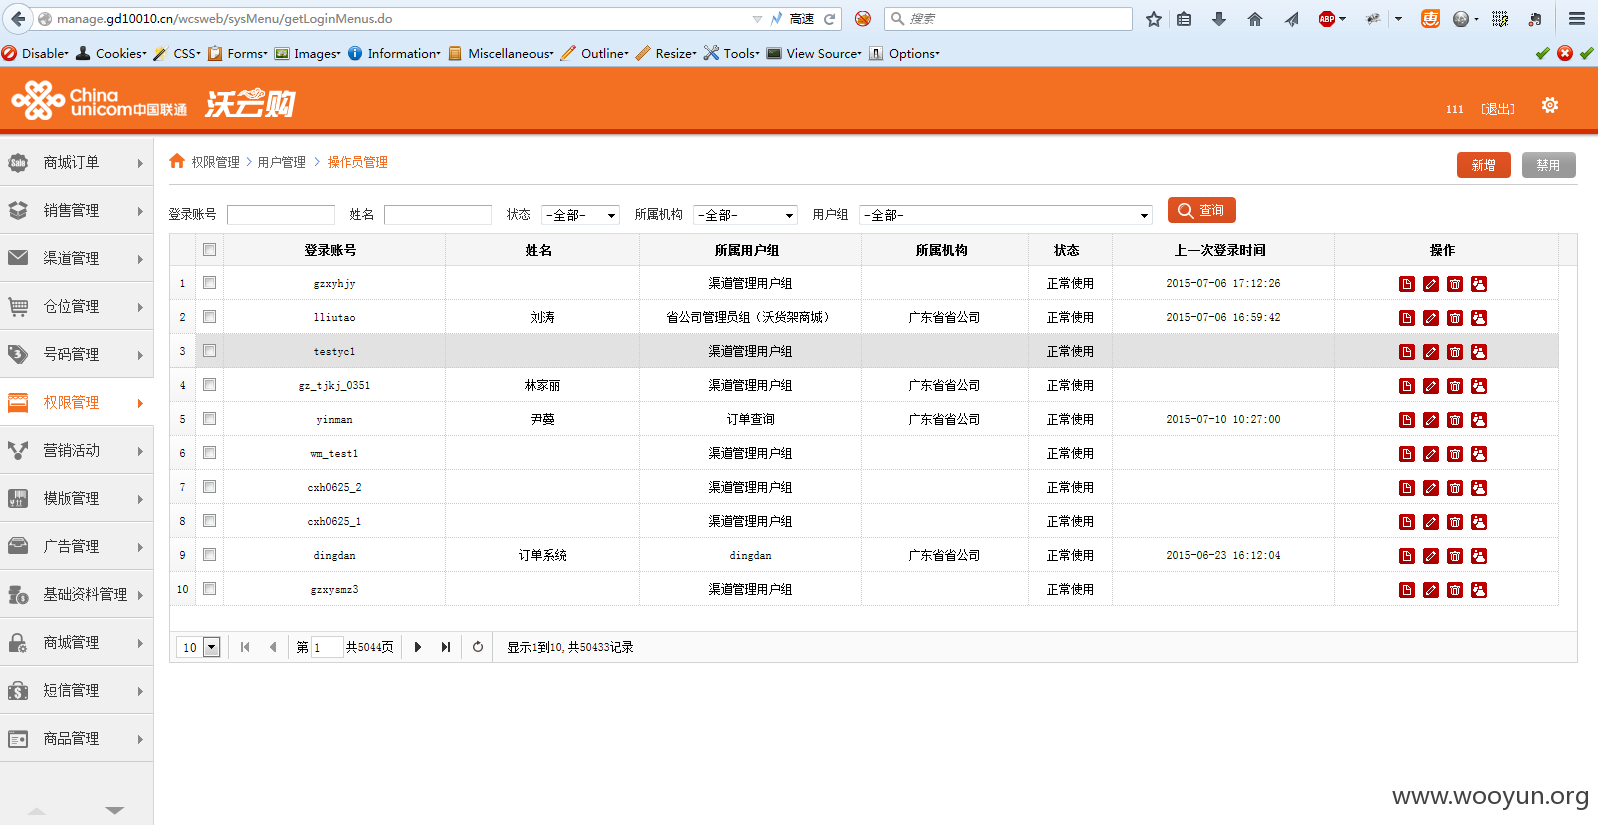 manage.gd10010.cn/wcsweb/sysMenu/getLoginMenus.do 高速 搜索 ABP 惠
Disable Cookies CSS Forms Images Information Miscellaneous Outline Resize Tools View Source Options
China unicom中国联通 沃云购
111 [退出]
商城订单
销售管理
渠道管理
仓位管理
号码管理
权限管理
营销活动
模版管理
广告管理
基础资料管理
商城管理
短信管理
商品管理
权限管理 > 用户管理 > 操作员管理
新增 禁用
登录账号 姓名 状态 -全部- 所属机构 -全部- 用户组 -全部- 查询
登录账号 姓名 所属用户组 所属机构 状态 上一次登录时间 操作
1 gzxyhjy 渠道管理用户组 正常使用 2015-07-06 17:12:26
2 lliutao 刘涛 省公司管理员组（沃货架商城） 广东省省公司 正常使用 2015-07-06 16:59:42
3 testyc1 渠道管理用户组 正常使用
4 gz_tjkj_0351 林家丽 渠道管理用户组 广东省省公司 正常使用
5 yinman 尹蔓 订单查询 广东省省公司 正常使用 2015-07-10 10:27:00
6 wm_test1 渠道管理用户组 正常使用
7 cxh0625_2 渠道管理用户组 正常使用
8 cxh0625_1 渠道管理用户组 正常使用
9 dingdan 订单系统 dingdan 广东省省公司 正常使用 2015-06-23 16:12:04
10 gzxysmz3 渠道管理用户组 正常使用
10 第 1 共5044页 显示1到10, 共50433记录
www.wooyun.org